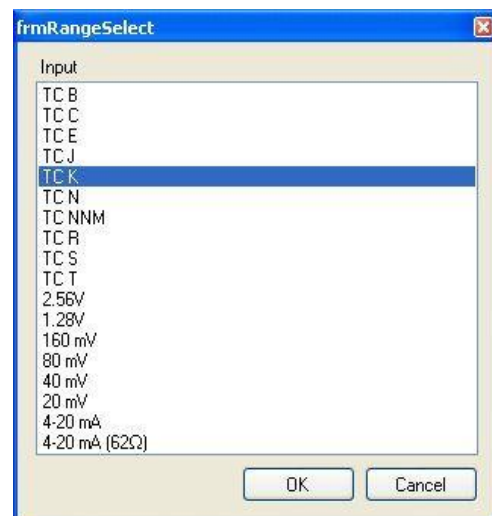 frmRangeSelect
Input
TC B
TC C
TC E
TC J
TC K
TC N
TC NNM
TC R
TC S
TC T
2.56V
1.28V
160 mV
80 mV
40 mV
20 mV
4-20 mA
4-20 mA (62Ω)
OK Cancel